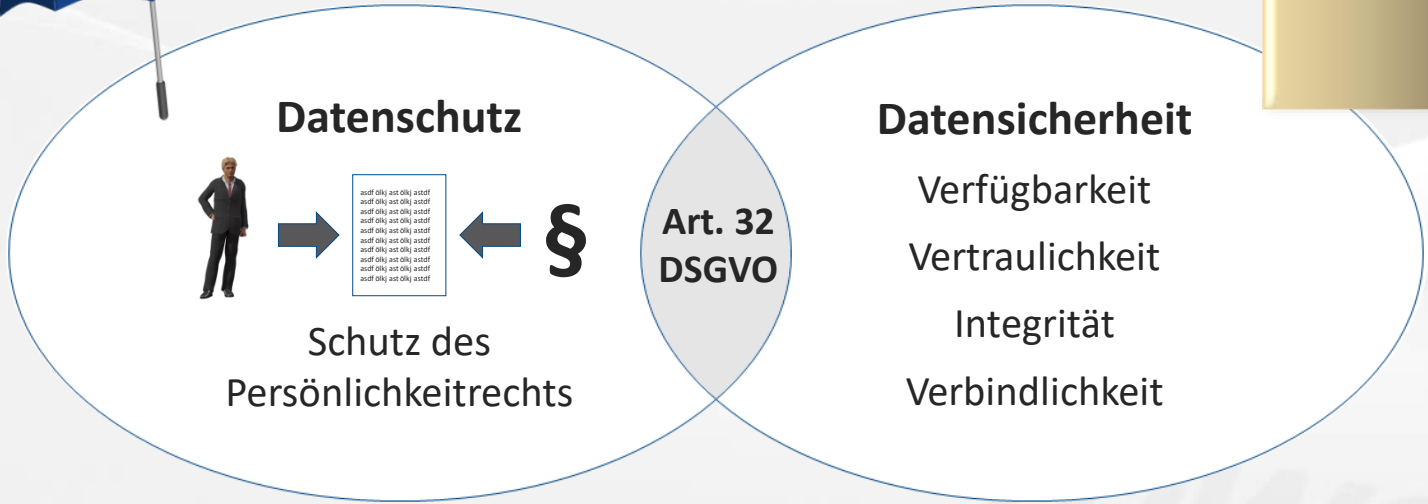 Datenschutz
asdf ölkj ast ölkj astdf
asdf ölkj ast ölkj astdf
asdf ölkj ast ölkj astdf
asdf ölkj ast ölkj astdf
asdf ölkj ast ölkj astdf
asdf ölkj ast ölkj astdf
asdf ölkj ast ölkj astdf
asdf ölkj ast ölkj astdf
asdf ölkj ast ölkj astdf
asdf ölkj ast ölkj astdf
§
Schutz des
Persönlichkeitrechts
Art. 32
DSGVO
Datensicherheit
Verfügbarkeit
Vertraulichkeit
Integrität
Verbindlichkeit